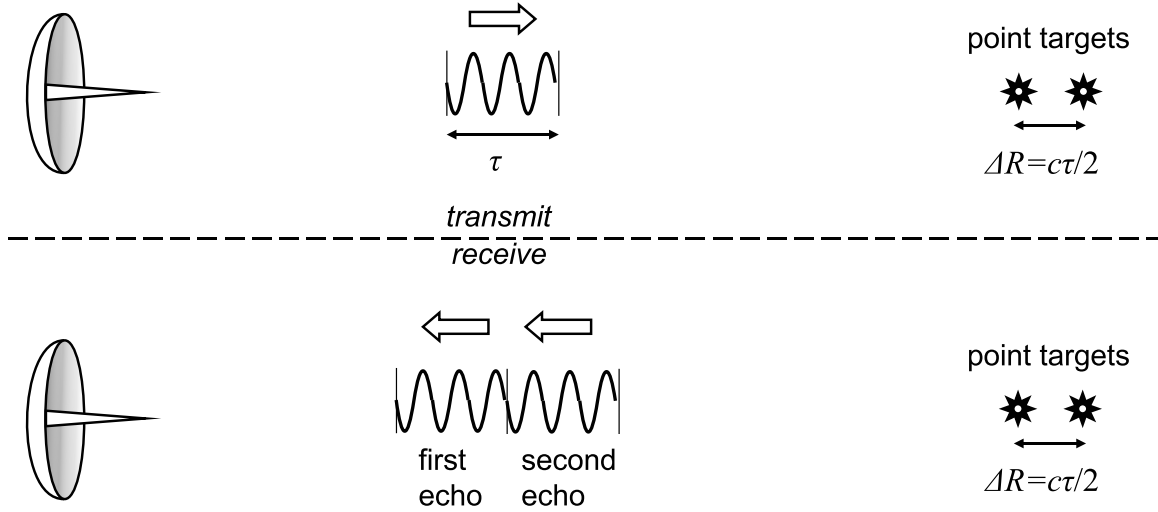 point targets
τ
ΔR=cτ/2
transmit
receive
point targets
first
echo
second
echo
ΔR=cτ/2